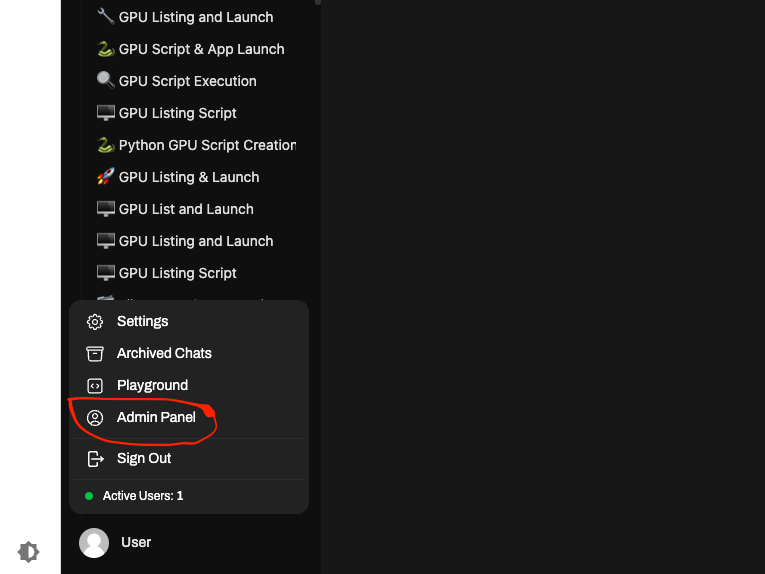 GPU Listing and Launch
GPU Script & App Launch
GPU Script Execution
GPU Listing Script
Python GPU Script Creation
GPU Listing & Launch
GPU List and Launch
GPU Listing and Launch
GPU Listing Script
Settings
Archived Chats
Playground
Admin Panel
Sign Out
Active Users: 1
User